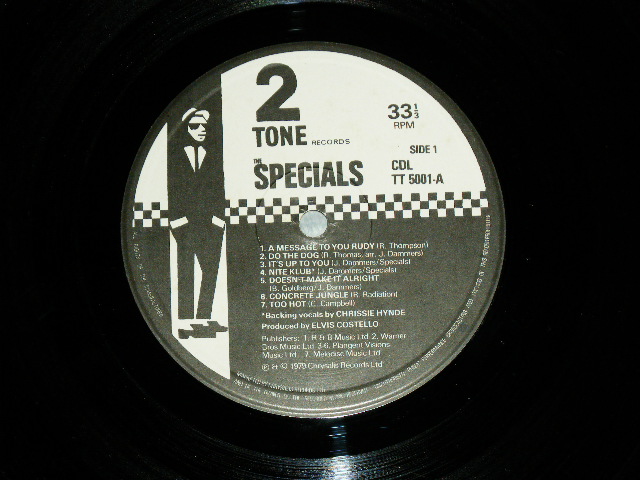 2
TONE RECORDS
33 1/3
RPM
SIDE 1
THE
SPECIALS
CDL
TT 5001-A
1. A MESSAGE TO YOU RUDY (R. Thompson)
2. DO THE DOG (R. Thomas, arr. J. Dammers)
3. IT'S UP TO YOU (J. Dammers/Specials)
4. NITE KLUB* (J. Dammers/Specials)
5. DOESN'T MAKE IT ALRIGHT
(B. Goldberg/J. Dammers)
6. CONCRETE JUNGLE (R. Radiation)
7. TOO HOT (C. Campbell)
*Backing vocals by CHRISSIE HYNDE
Produced by ELVIS COSTELLO
Publishers: 1. R & B Music Ltd 2. Warner
Bros Music Ltd. 3-6. Plangent Visions
Music Ltd. 7. Melodisc Music Ltd
℗ & © 1979 Chrysalis Records Ltd